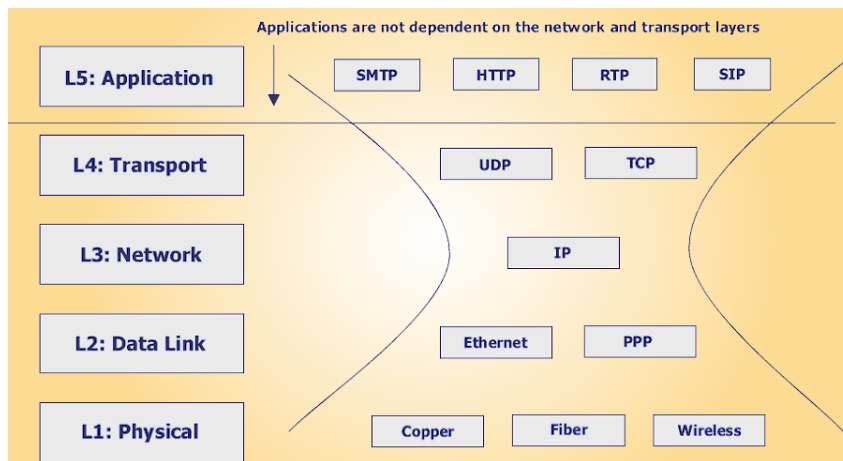 Applications are not dependent on the network and transport layers
L5: Application
SMTP
HTTP
RTP
SIP
L4: Transport
UDP
TCP
L3: Network
IP
L2: Data Link
Ethernet
PPP
L1: Physical
Copper
Fiber
Wireless